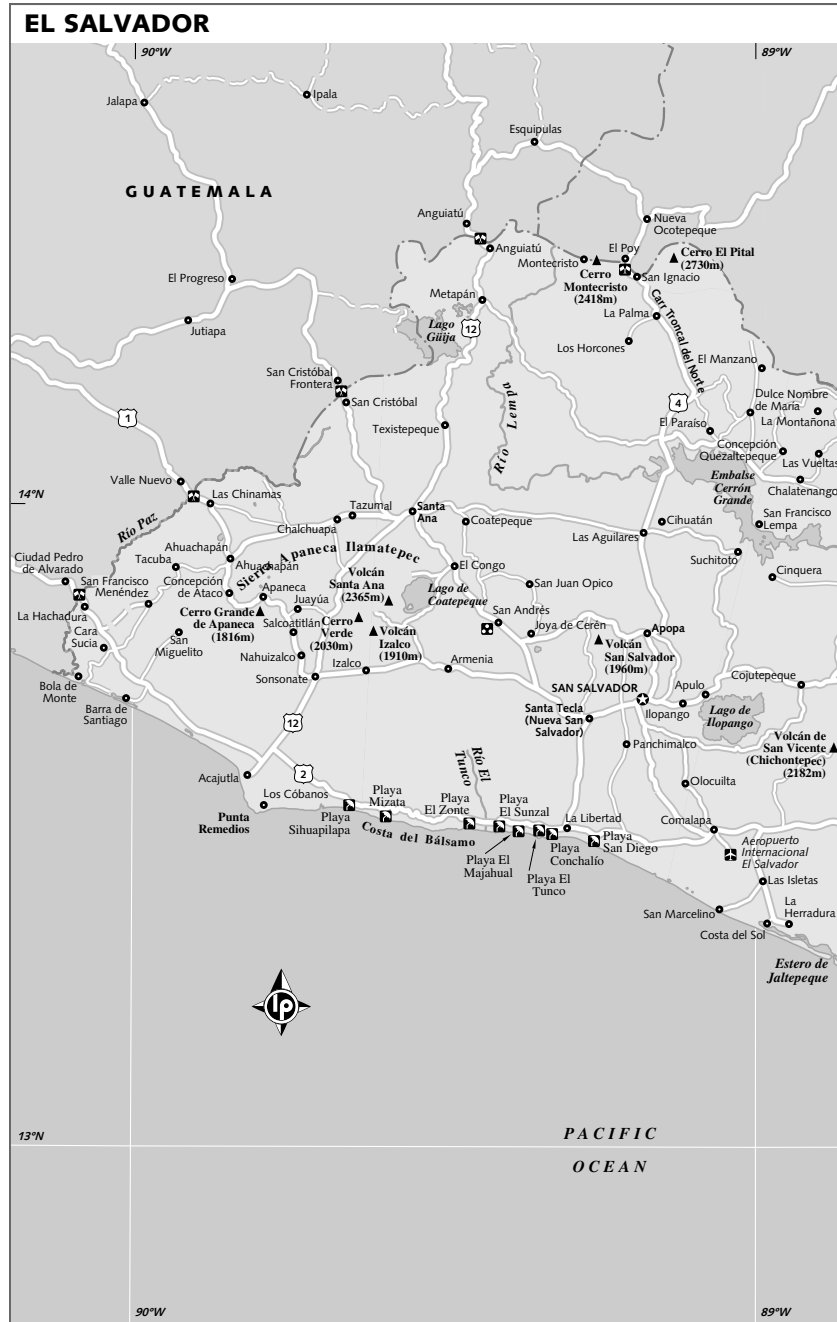 EL SALVADOR
90°W
89°W
Jalapa
Ipala
Esquipulas
GUATEMALA
Anguiatú
Nueva
Ocotepeque
Anguiatú
El Poy
Montecristo
Cerro
Montecristo
(2418m)
Cerro El Pital
(2730m)
San Ignacio
El Progreso
Metapán
Jutiapa
Lago
Güija
12
La Palma
Carr Troncal del Norte
Los Horcones
El Manzano
San Cristóbal
Frontera
San Cristóbal
Río Lempa
4
Dulce Nombre
de María
La Montañona
1
Texistepeque
El Paraíso
Concepción
Quezaltepeque
Las Vueltas
Valle Nuevo
Embalse
Cerrón
Grande
Chalatenango
14°N
Las Chinamas
Río Paz
Tazumal
Santa
Ana
Chalchuapa
Coatepeque
Cihuatán
San Francisco
Lempa
Las Aguilares
Ahuachapán
Ahuachapán
Sierra Apaneca Ilamatepec
Ciudad Pedro
de Alvarado
Tacuba
El Congo
Suchitoto
San Francisco
Menéndez
Concepción
de Ataco
Apaneca
Volcán
Santa Ana
(2365m)
Lago de
Coatepeque
San Juan Opico
Cinquera
La Hachadura
Juayúa
Cerro Grande
de Apaneca
(1816m)
Salcoatitlán
Cerro
Verde
(2030m)
Volcán
Izalco
(1910m)
San Andrès
Joya de Cerén
Apopa
Cara
Sucia
San
Miguelito
Nahuizalco
Volcán
San Salvador
(1960m)
Izalco
Armenia
Sonsonate
Bola de
Monte
Barra de
Santiago
SAN SALVADOR
Apulo
Cojutepeque
Ilopango
Lago de
Ilopango
Santa Tecla
(Nueva San
Salvador)
12
Panchimalco
Volcán de
San Vicente
(Chichontepec)
(2182m)
Río El
Tunco
2
Acajutla
Olocuilta
Los Cóbanos
Punta
Remedios
Playa
Sihuapilapa
Playa
Mizata
Costa del Bálsamo
Playa
El Zonte
Playa
El Sunzal
Playa El
Majahual
Playa El
Tunco
Playa
Conchalío
La Libertad
Playa
San Diego
Comalapa
Aeropuerto
Internacional
El Salvador
Las Isletas
San Marcelino
La
Herradura
Costa del Sol
Estero de
Jaltepeque
lp
13°N
PACIFIC
OCEAN
90°W
89°W